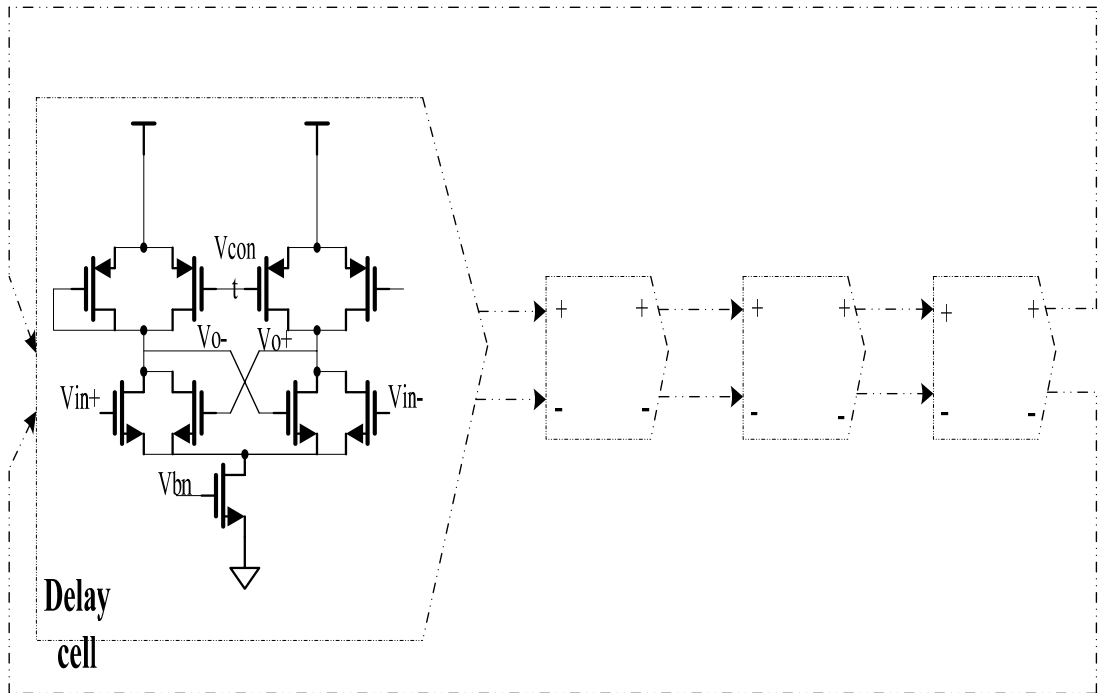 Vcon
t
Vo- Vo+
Vin+ Vin-
Vbn
Delay
cell
+ + + + + +
- - - - - -